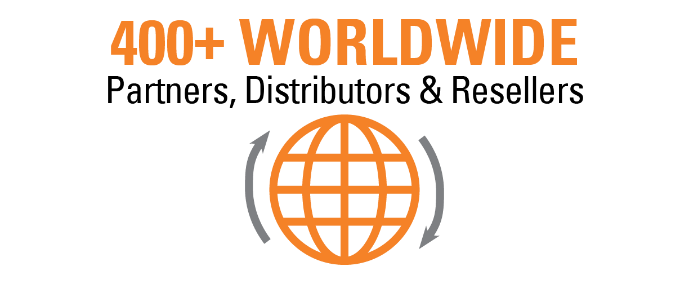 400+ WORLDWIDE
Partners, Distributors & Resellers